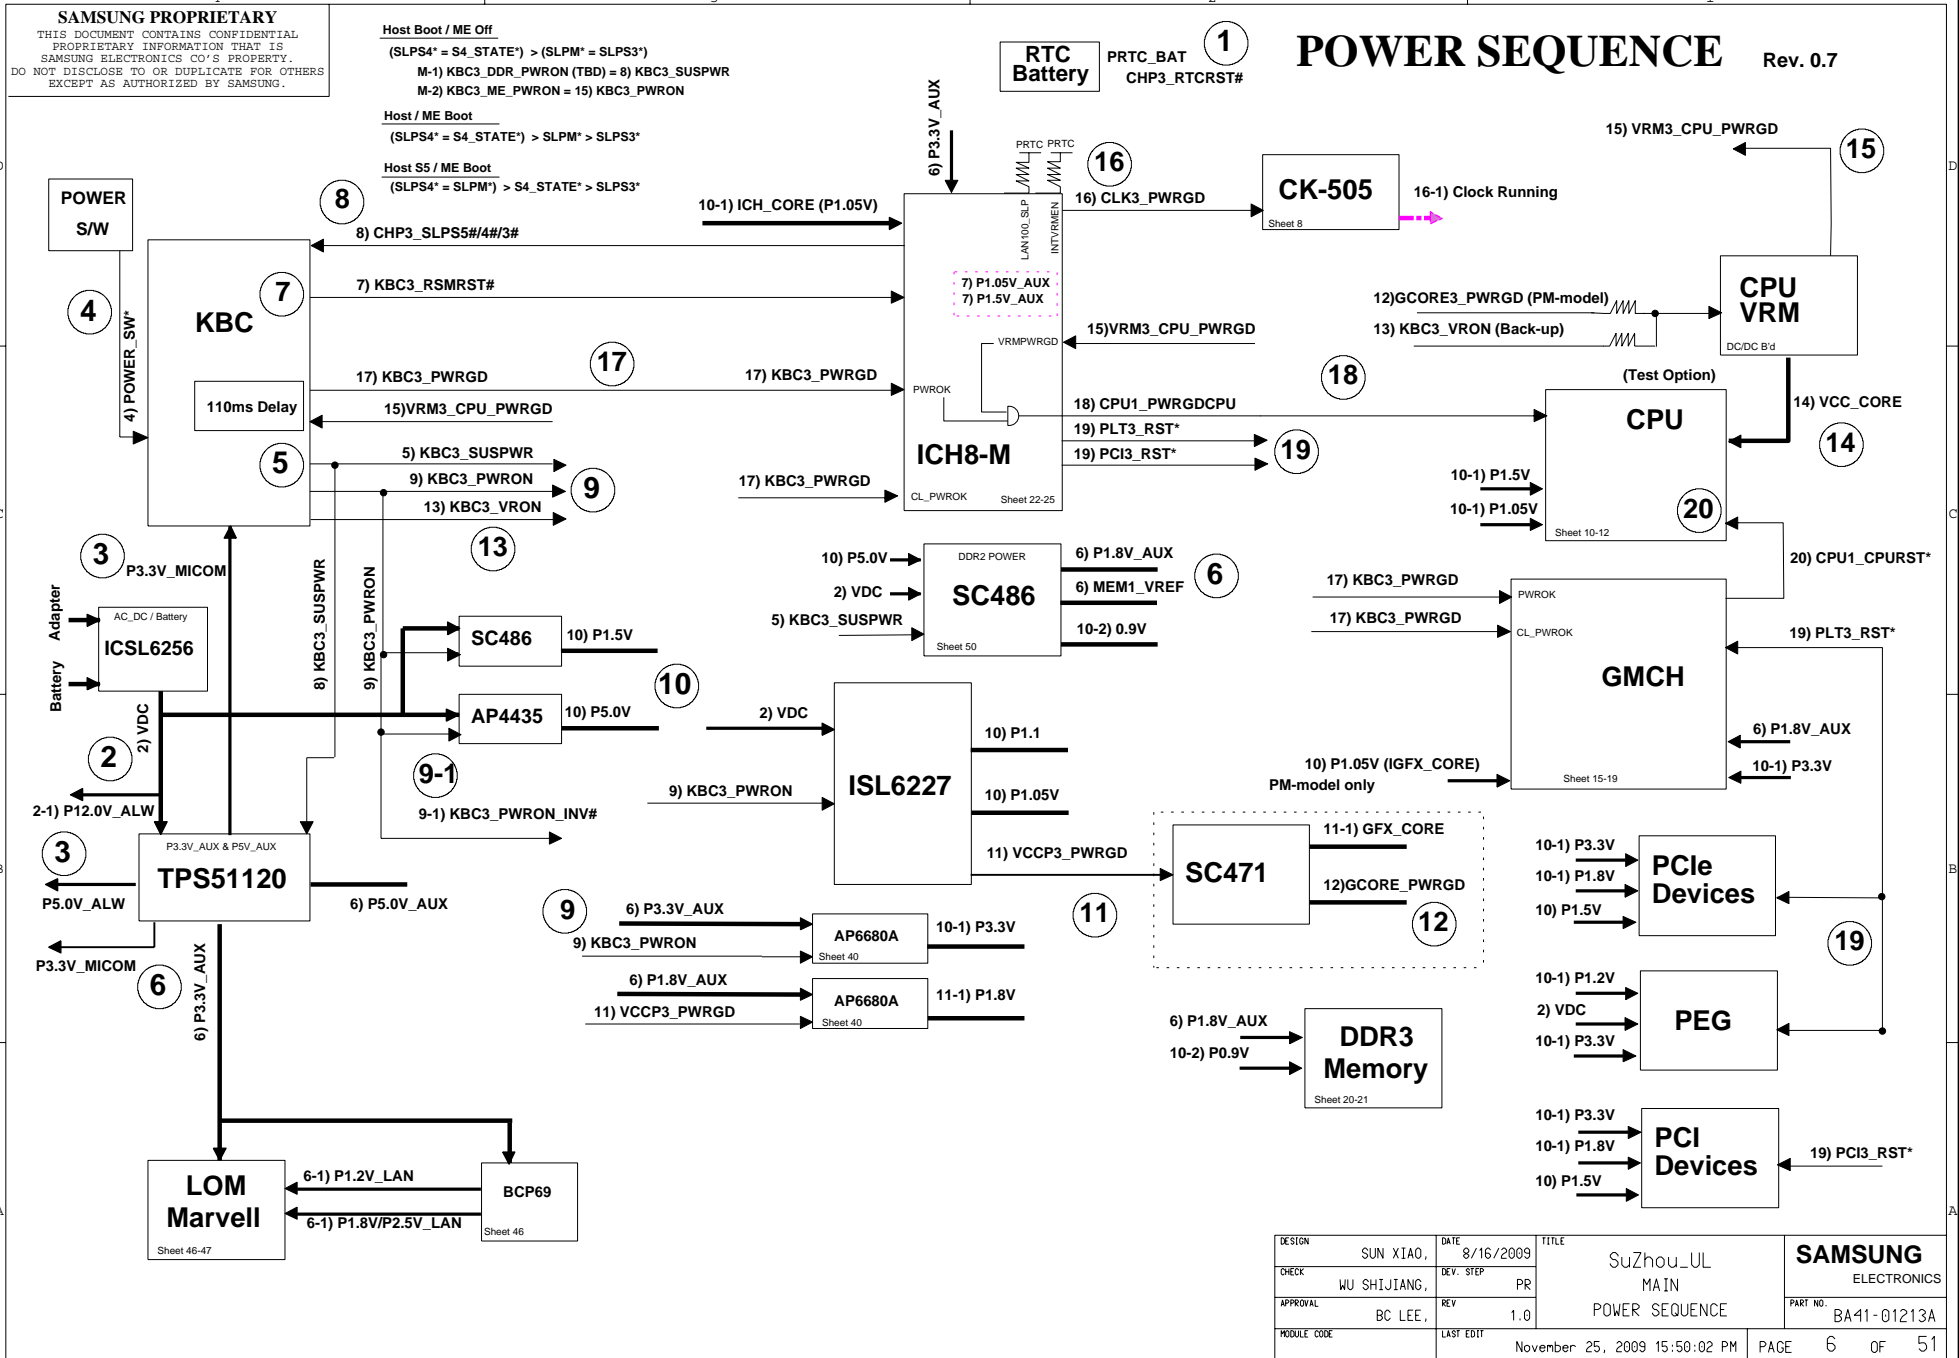 SAMSUNG PROPRIETARY
THIS DOCUMENT CONTAINS CONFIDENTIAL
PROPRIETARY INFORMATION THAT IS
SAMSUNG ELECTRONICS CO'S PROPERTY.
DO NOT DISCLOSE TO OR DUPLICATE FOR OTHERS
EXCEPT AS AUTHORIZED BY SAMSUNG.
Host Boot / ME Off
(SLPS4* = S4_STATE*) > (SLPM* = SLPS3*)
M-1) KBC3_DDR_PWRON (TBD) = 8) KBC3_SUSPWR
M-2) KBC3_ME_PWRON = 15) KBC3_PWRON
Host / ME Boot
(SLPS4* = S4_STATE*) > SLPM* > SLPS3*
Host S5 / ME Boot
(SLPS4* = SLPM*) > S4_STATE* > SLPS3*
RTC
Battery
PRTC_BAT
CHP3_RTCRST#
1
POWER SEQUENCE
Rev. 0.7
6) P3.3V_AUX
PRTC PRTC
16
16) CLK3_PWRGD
CK-505
Sheet 8
16-1) Clock Running
15) VRM3_CPU_PWRGD
15
POWER
S/W
4
4) POWER_SW*
8
8) CHP3_SLPS5#/4#/3#
10-1) ICH_CORE (P1.05V)
LAN100_SLP
INTVRMEN
7
KBC
7) KBC3_RSMRST#
7) P1.05V_AUX
7) P1.5V_AUX
VRMPWRGD
15)VRM3_CPU_PWRGD
12)GCORE3_PWRGD (PM-model)
13) KBC3_VRON (Back-up)
CPU
VRM
DC/DC B'd
17
17) KBC3_PWRGD
17) KBC3_PWRGD
PWROK
110ms Delay
15)VRM3_CPU_PWRGD
18
18) CPU1_PWRGDCPU
19) PLT3_RST*
19) PCI3_RST*
19
ICH8-M
17) KBC3_PWRGD
CL_PWROK
Sheet 22-25
(Test Option)
CPU
14) VCC_CORE
14
10-1) P1.5V
10-1) P1.05V
20
Sheet 10-12
20) CPU1_CPURST*
5
5) KBC3_SUSPWR
9) KBC3_PWRON
9
13) KBC3_VRON
13
3
P3.3V_MICOM
8) KBC3_SUSPWR
9) KBC3_PWRON
Adapter
Battery
AC_DC / Battery
ICSL6256
2) VDC
2
2-1) P12.0V_ALW
SC486
10) P1.5V
10
AP4435
10) P5.0V
9-1
9-1) KBC3_PWRON_INV#
10) P5.0V
2) VDC
5) KBC3_SUSPWR
DDR2 POWER
SC486
Sheet 50
6) P1.8V_AUX
6) MEM1_VREF
10-2) 0.9V
6
17) KBC3_PWRGD
17) KBC3_PWRGD
PWROK
CL_PWROK
GMCH
Sheet 15-19
19) PLT3_RST*
6) P1.8V_AUX
10-1) P3.3V
10) P1.05V (IGFX_CORE)
PM-model only
2) VDC
9) KBC3_PWRON
ISL6227
10) P1.1
10) P1.05V
11) VCCP3_PWRGD
11
SC471
11-1) GFX_CORE
12)GCORE_PWRGD
12
3
P5.0V_ALW
P3.3V_AUX & P5V_AUX
TPS51120
6) P5.0V_AUX
P3.3V_MICOM
6
6) P3.3V_AUX
9
6) P3.3V_AUX
9) KBC3_PWRON
AP6680A
Sheet 40
10-1) P3.3V
6) P1.8V_AUX
11) VCCP3_PWRGD
AP6680A
Sheet 40
11-1) P1.8V
10-1) P3.3V
10-1) P1.8V
10) P1.5V
PCIe
Devices
19
10-1) P1.2V
2) VDC
10-1) P3.3V
PEG
6) P1.8V_AUX
10-2) P0.9V
DDR3
Memory
Sheet 20-21
10-1) P3.3V
10-1) P1.8V
10) P1.5V
PCI
Devices
19) PCI3_RST*
LOM
Marvell
Sheet 46-47
6-1) P1.2V_LAN
6-1) P1.8V/P2.5V_LAN
BCP69
Sheet 46
DESIGN
SUN XIAO,
DATE
8/16/2009
TITLE
SuZhou_UL
MAIN
POWER SEQUENCE
SAMSUNG
ELECTRONICS
CHECK
WU SHIJIANG,
DEV. STEP
PR
APPROVAL
BC LEE,
REV
1.0
PART NO.
BA41-01213A
MODULE CODE
LAST EDIT
November 25, 2009 15:50:02 PM
PAGE 6 OF 51
D
D
C
B
A
A